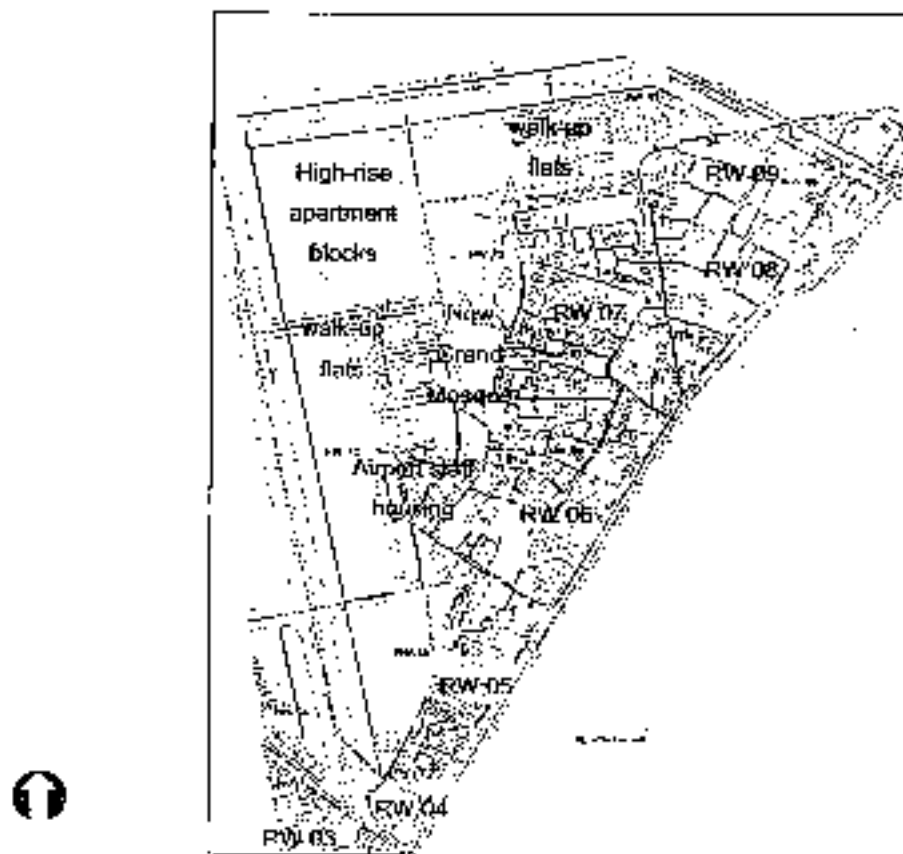 walk-up
flats
High-rise
apartment
blocks
RW 09
RW 08
RW 07
walk-up
flats
New
Grand
Mosque
Airport staff
housing
RW 06
RW 05
RW 04
RW 03